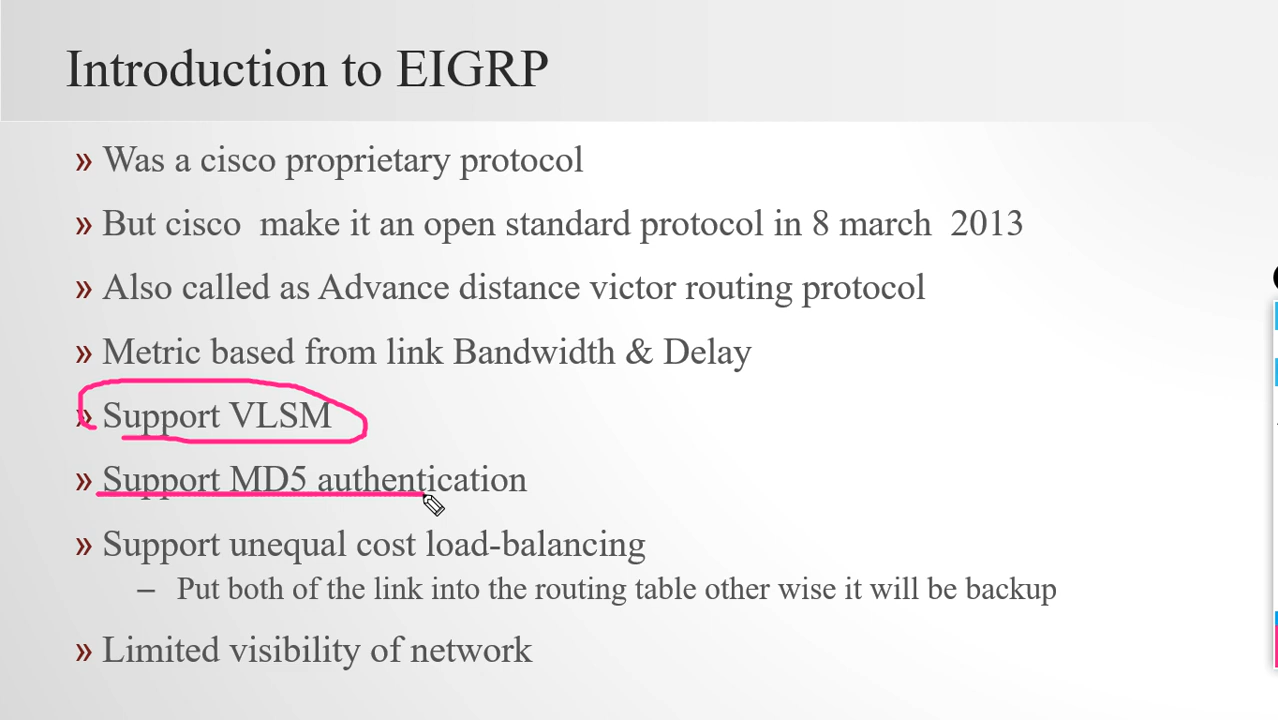 Introduction to EIGRP
» Was a cisco proprietary protocol
» But cisco  make it an open standard protocol in 8 march  2013
» Also called as Advance distance victor routing protocol
» Metric based from link Bandwidth & Delay
» Support VLSM
» Support MD5 authentication
» Support unequal cost load-balancing
– Put both of the link into the routing table other wise it will be backup
» Limited visibility of network